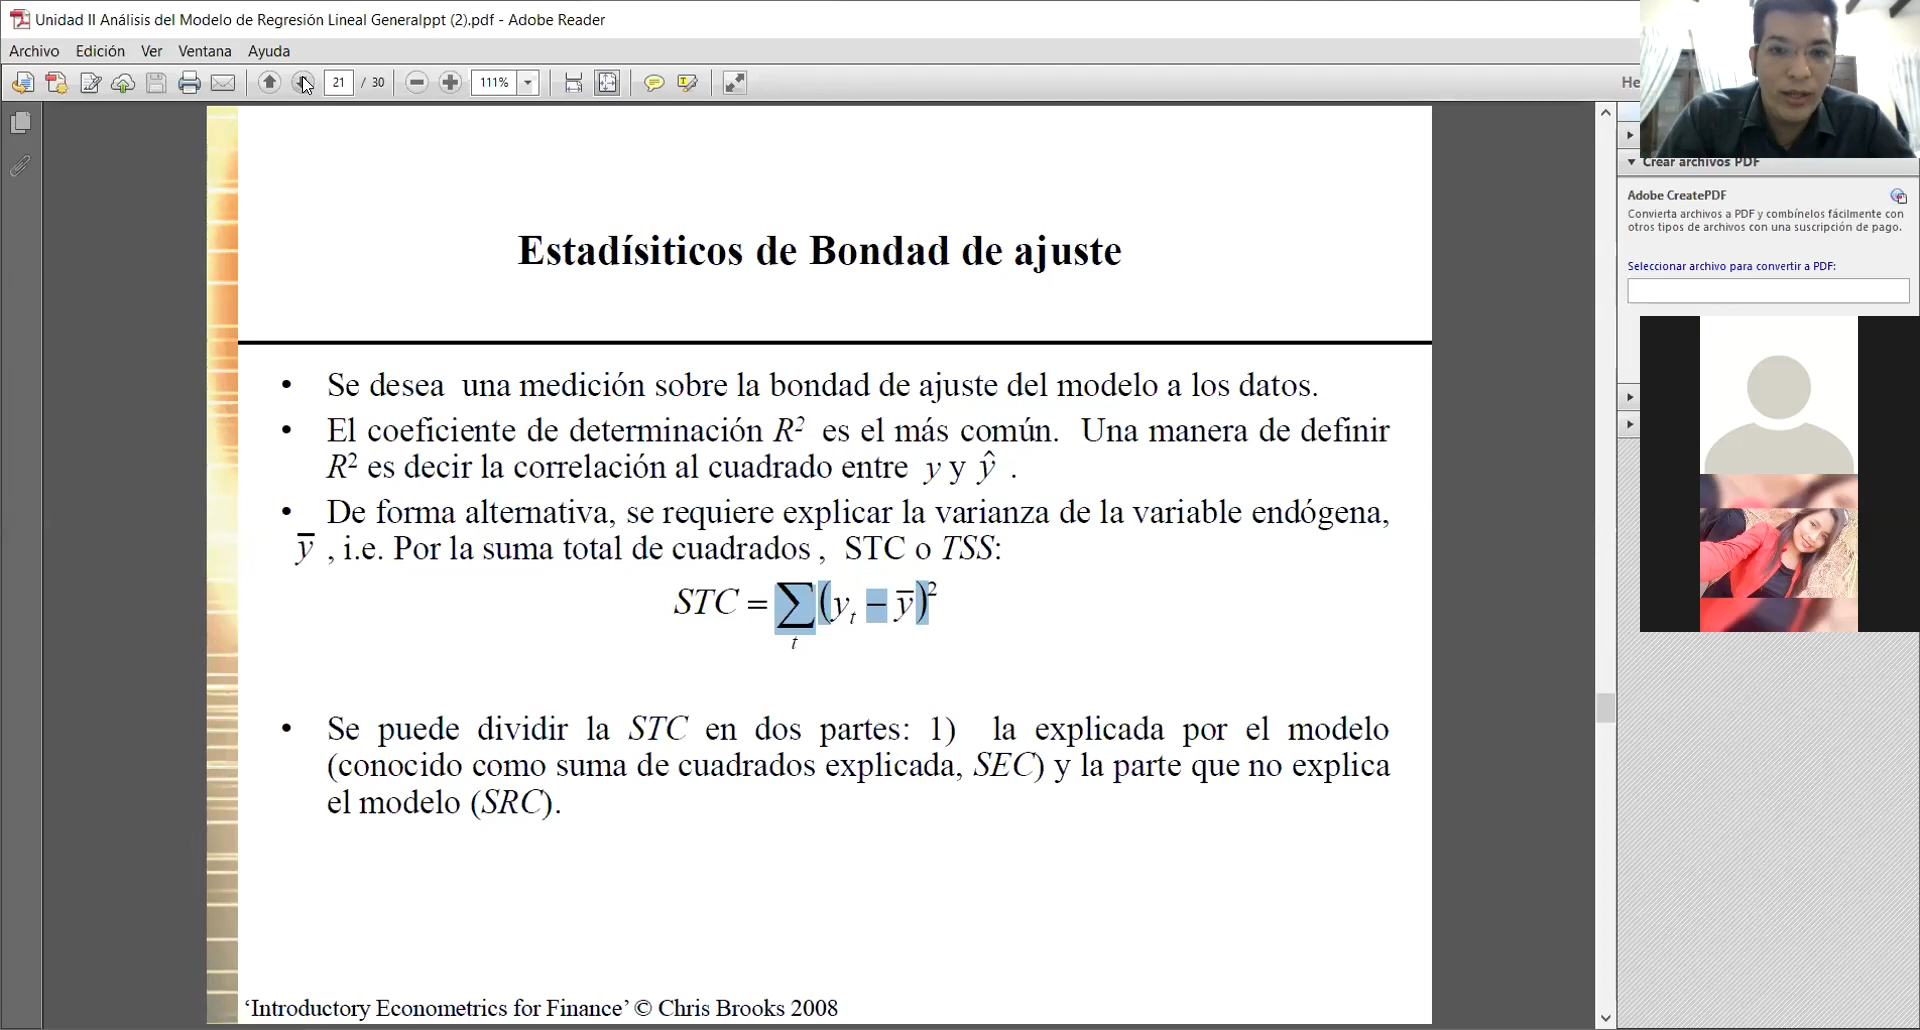 Unidad II Análisis del Modelo de Regresión Lineal Generalppt (2).pdf - Adobe Reader
Archivo Edición Ver Ventana Ayuda
21 / 30 111% He
Crear archivos PDF
Adobe CreatePDF
Convierta archivos a PDF y combínelos fácilmente con
otros tipos de archivos con una suscripción de pago.
Seleccionar archivo para convertir a PDF:
Estadísiticos de Bondad de ajuste
• Se desea una medición sobre la bondad de ajuste del modelo a los datos.
• El coeficiente de determinación R² es el más común. Una manera de definir
R² es decir la correlación al cuadrado entre y y ŷ .
• De forma alternativa, se requiere explicar la varianza de la variable endógena,
ȳ , i.e. Por la suma total de cuadrados , STC o TSS:
STC = ∑ (yₜ − ȳ)²
t
• Se puede dividir la STC en dos partes: 1) la explicada por el modelo
(conocido como suma de cuadrados explicada, SEC) y la parte que no explica
el modelo (SRC).
‘Introductory Econometrics for Finance’ © Chris Brooks 2008